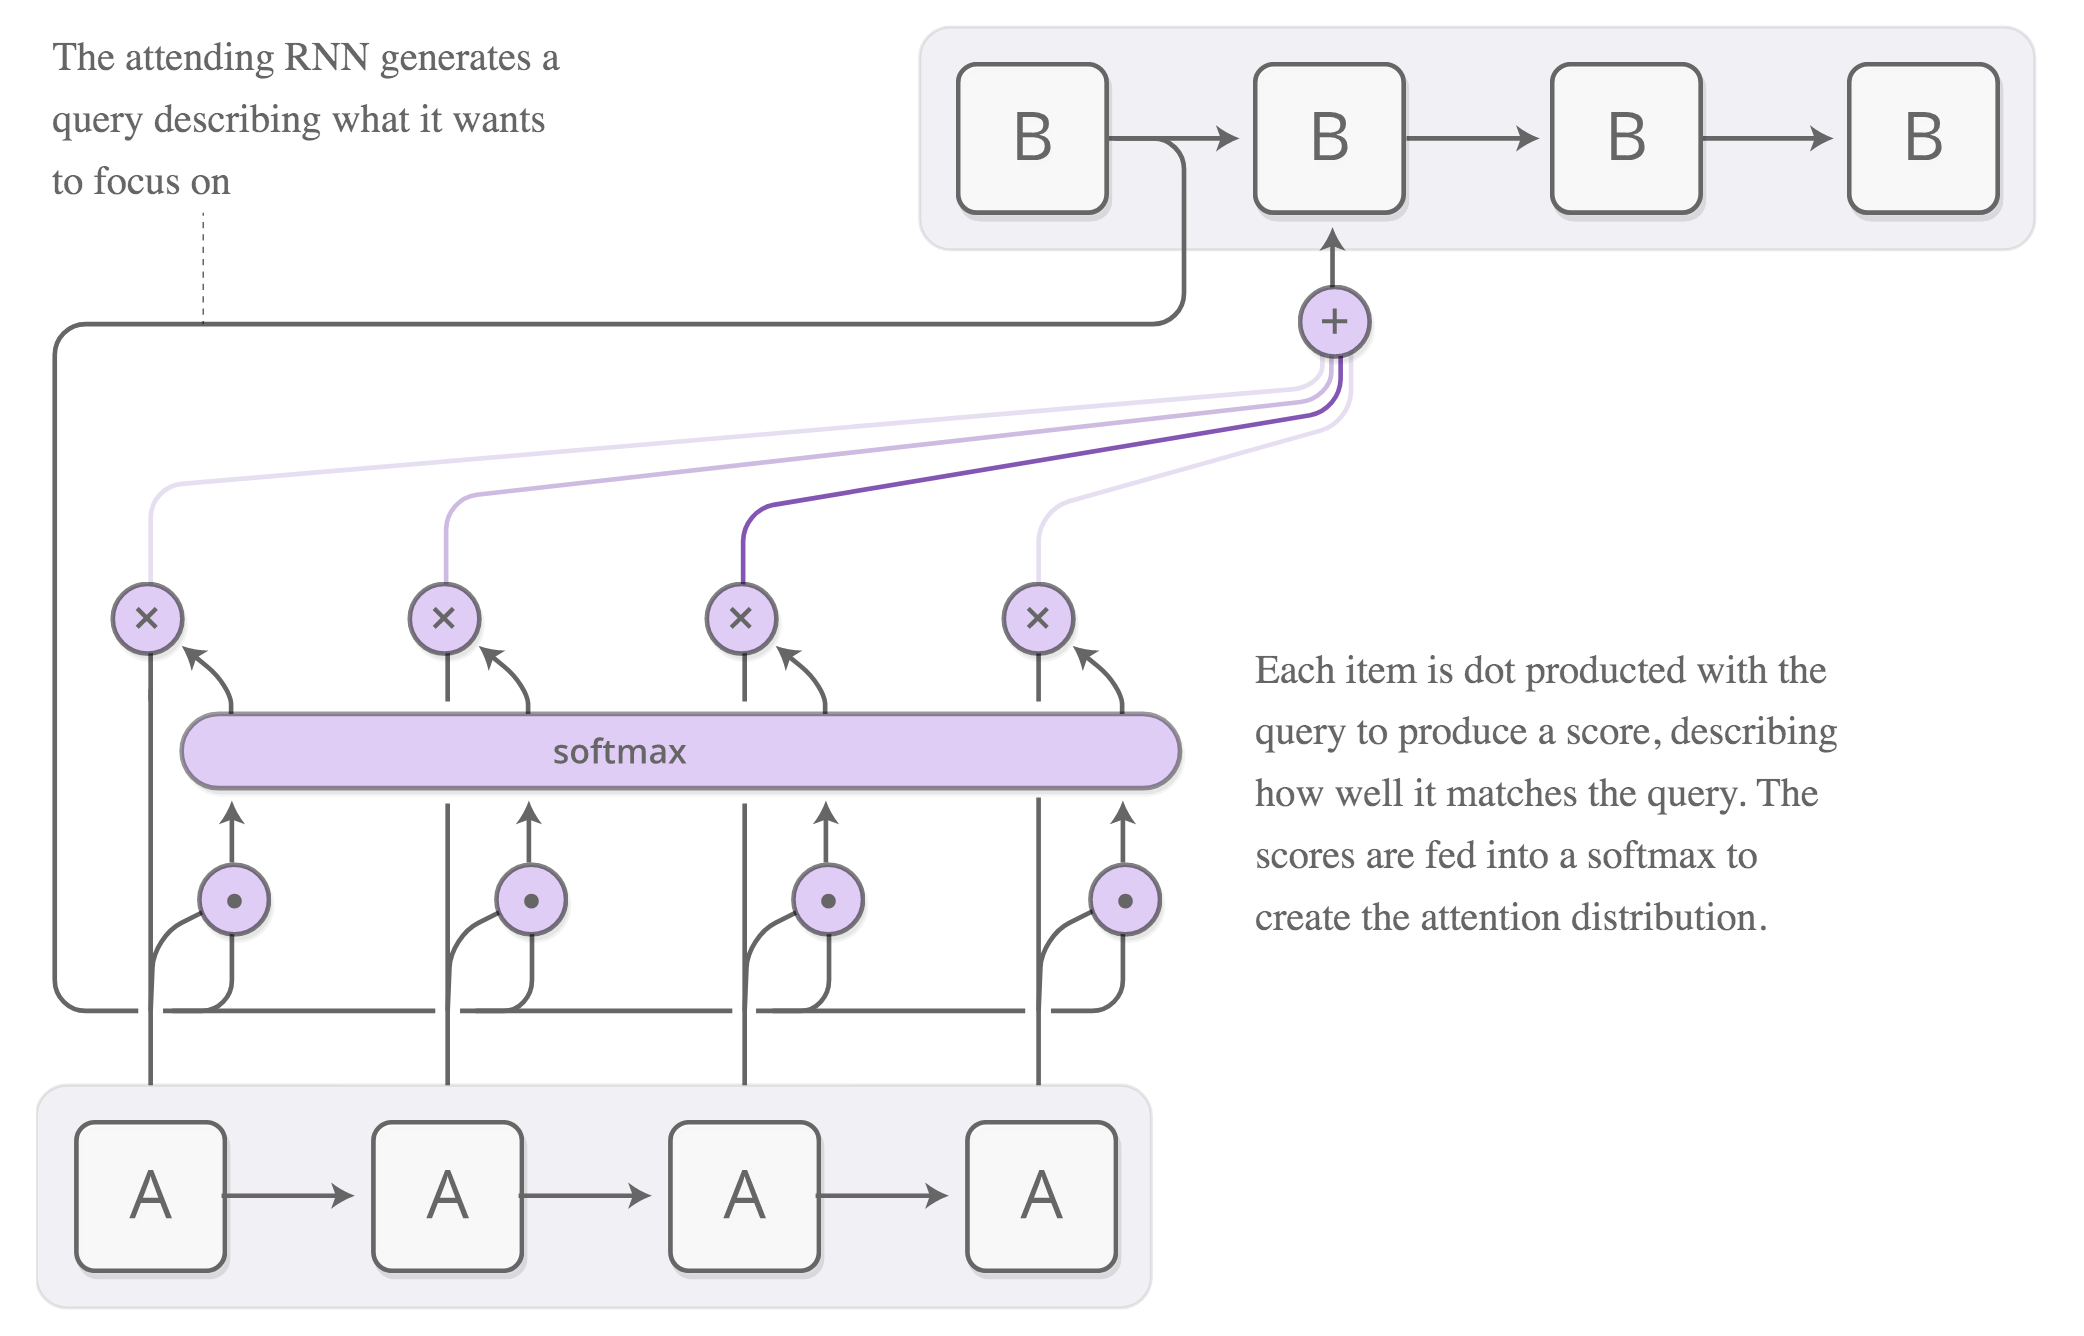 The attending RNN generates a
query describing what it wants
to focus on
B B B B
+
× × × ×
softmax
Each item is dot producted with the
query to produce a score, describing
how well it matches the query. The
scores are fed into a softmax to
create the attention distribution.
A A A A